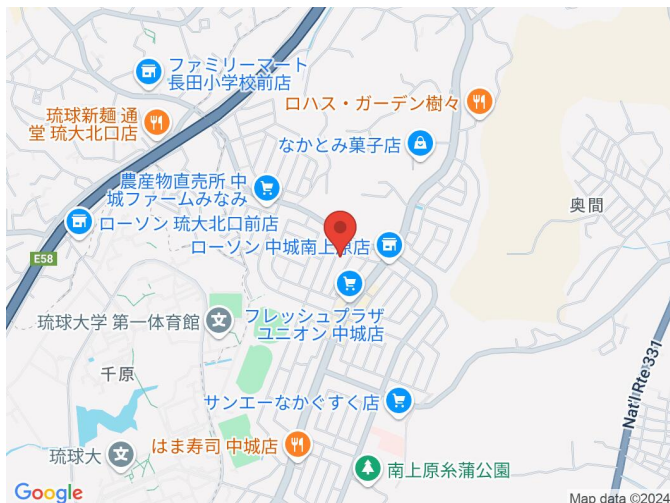 ファミリーマート
長田小学校前店
ロハス・ガーデン樹々
琉球新麺 通
堂 琉大北口店
なかとみ菓子店
農産物直売所 中
城ファームみなみ
奥間
ローソン 琉大北口前店
ローソン 中城南上原店
E58
フレッシュプラザ
ユニオン 中城店
琉球大学 第一体育館
千原
Nat'l Rte 331
サンエーなかぐすく店
はま寿司 中城店
琉球大
南上原糸蒲公園
Google
Map data ©2024